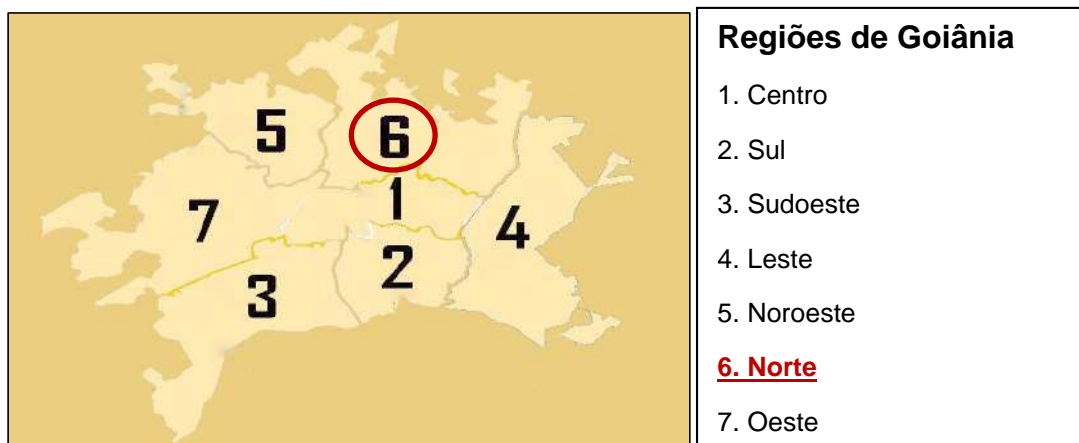 5
6
1
7
4
2
3
Regiões de Goiânia
1. Centro
2. Sul
3. Sudoeste
4. Leste
5. Noroeste
6. Norte
7. Oeste